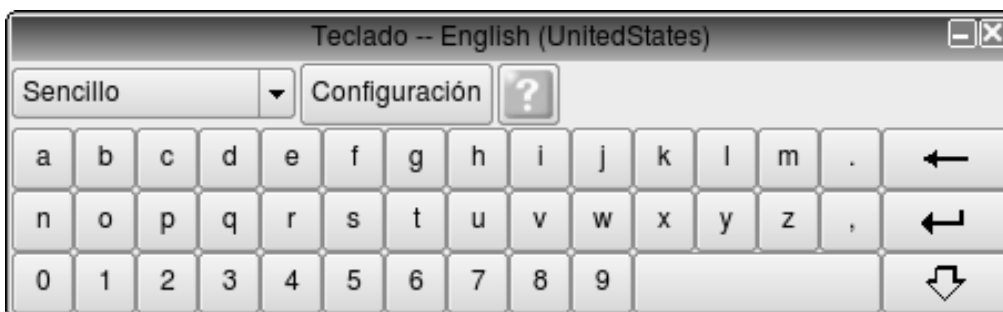 Teclado -- English (UnitedStates)
Sencillo Configuración ?
a b c d e f g h i j k l m .
n o p q r s t u v w x y z ,
0 1 2 3 4 5 6 7 8 9